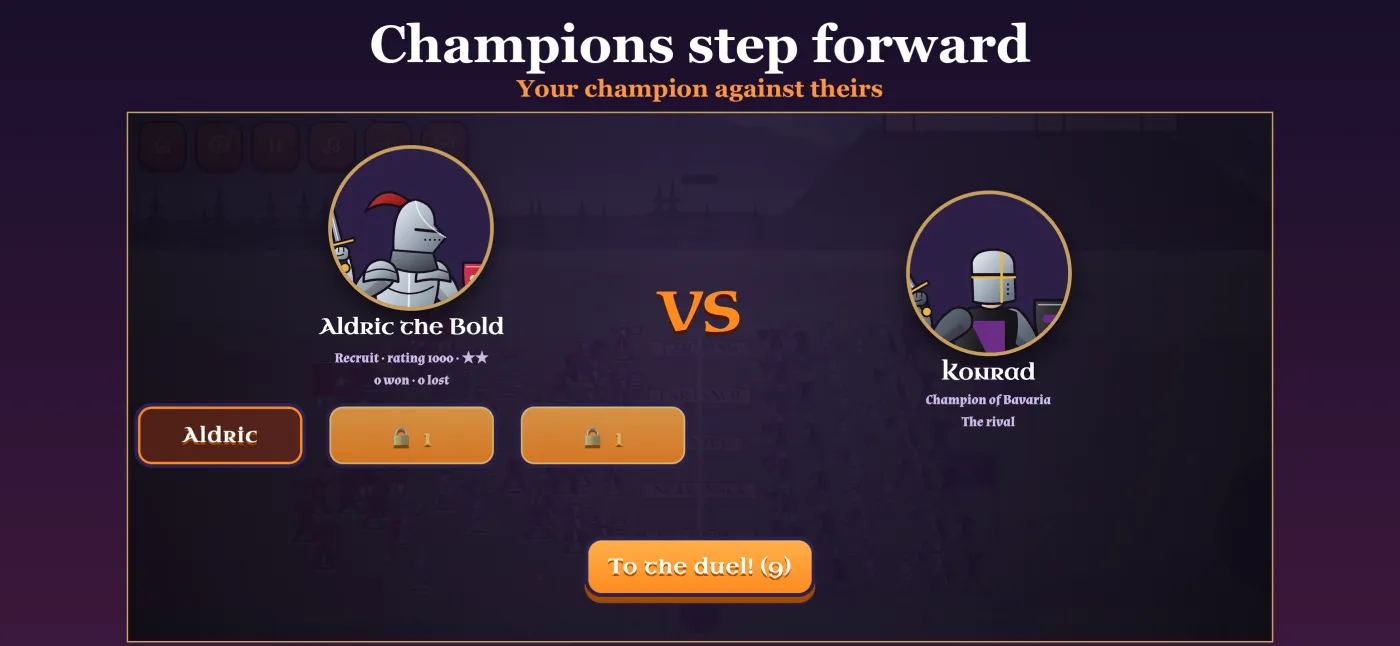 Champions step forward
Your champion against theirs
Aldric the Bold
Recruit · rating 1000 · ★★
0 won · 0 lost
VS
Konrad
Champion of Bavaria
The rival
Aldric
1
1
To the duel! (9)